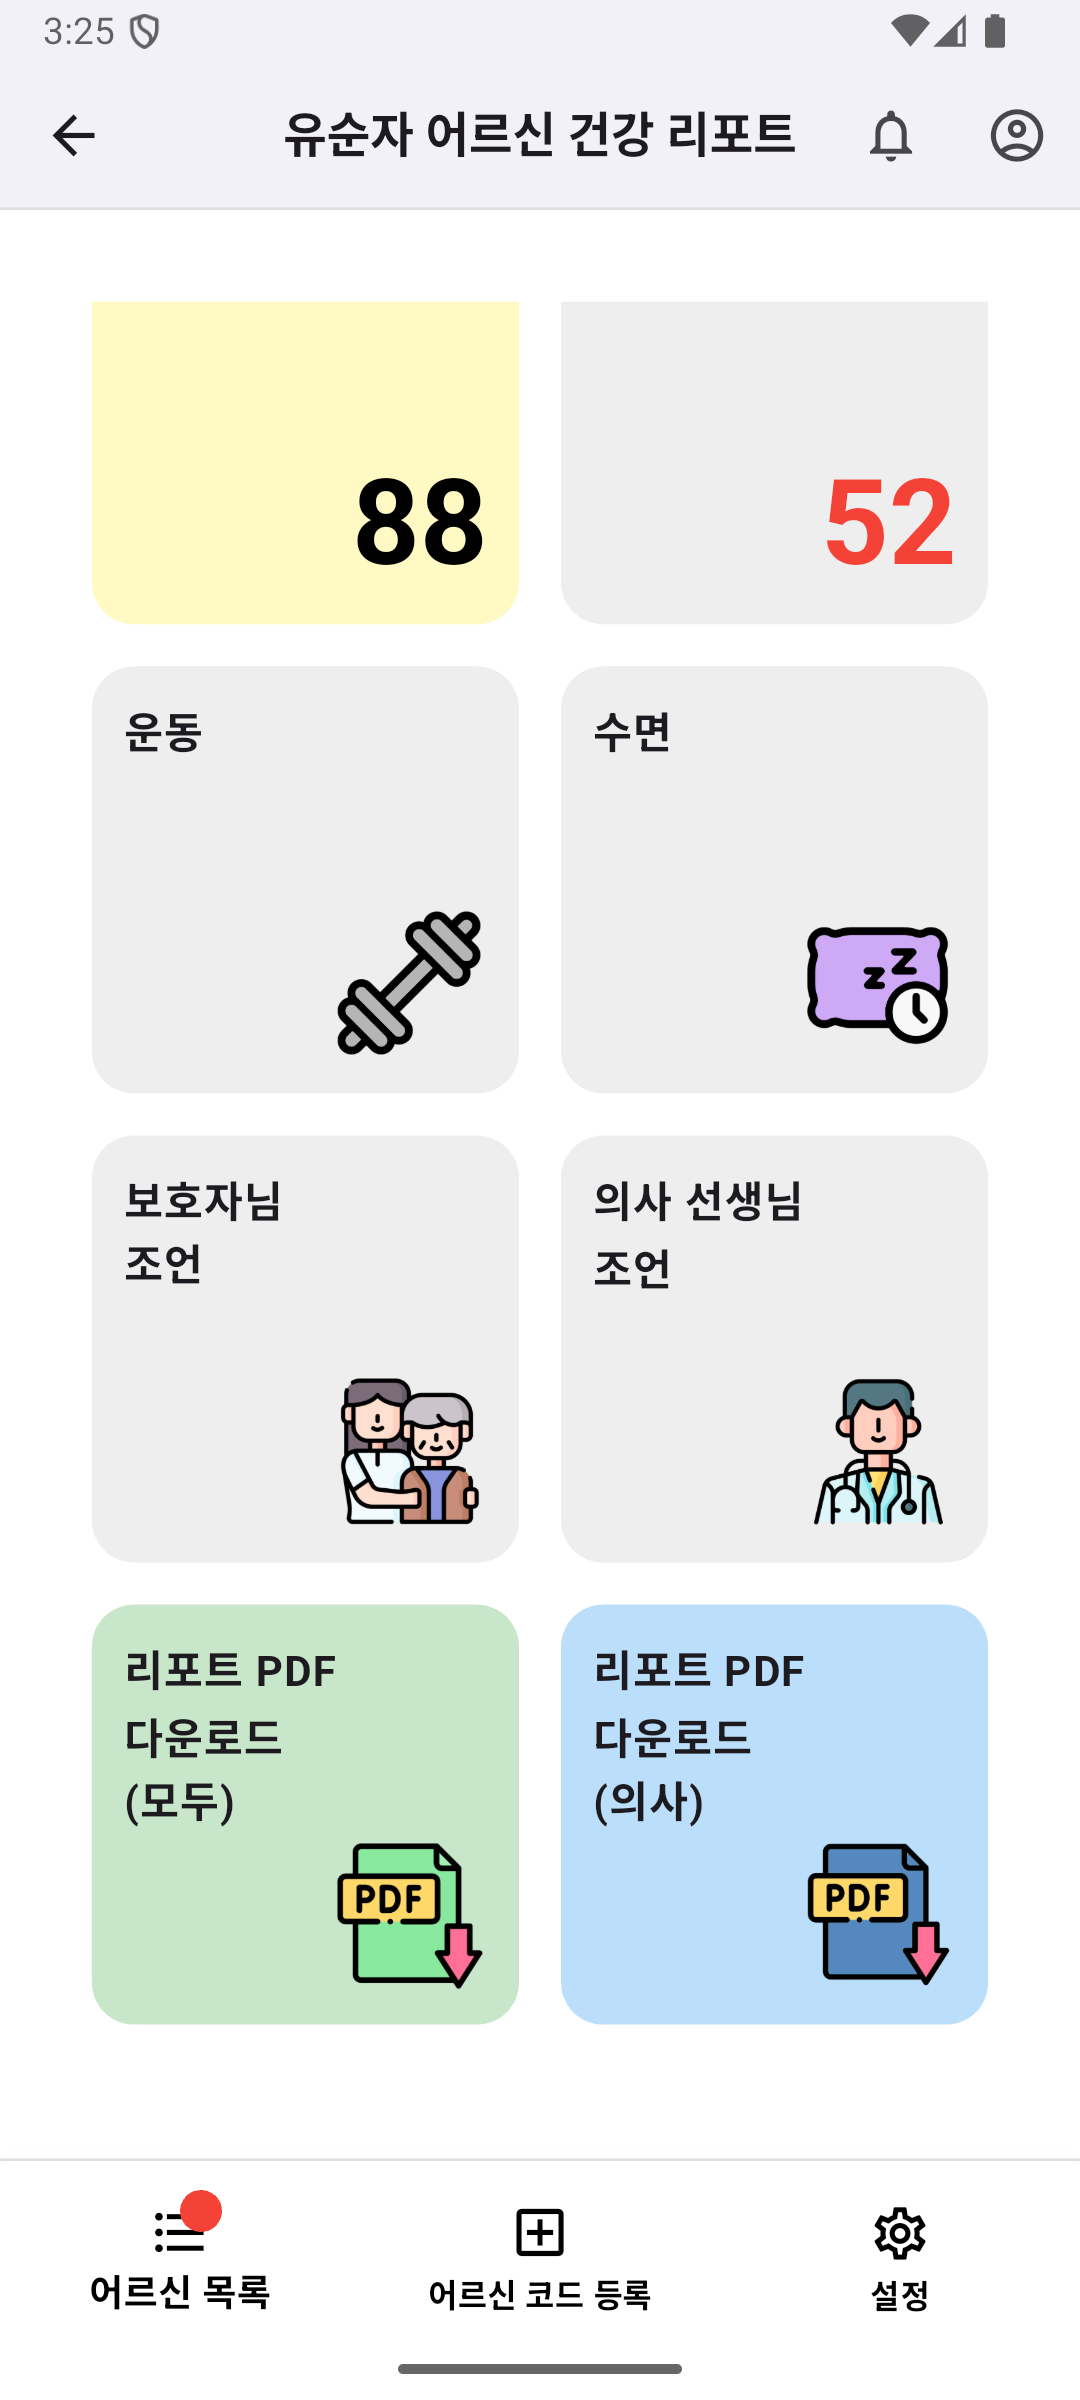 3:25
유순자 어르신 건강 리포트
88
52
운동
수면
보호자님
조언
의사 선생님
조언
리포트 PDF
다운로드
(모두)
PDF
리포트 PDF
다운로드
(의사)
PDF
어르신 목록
어르신 코드 등록
설정